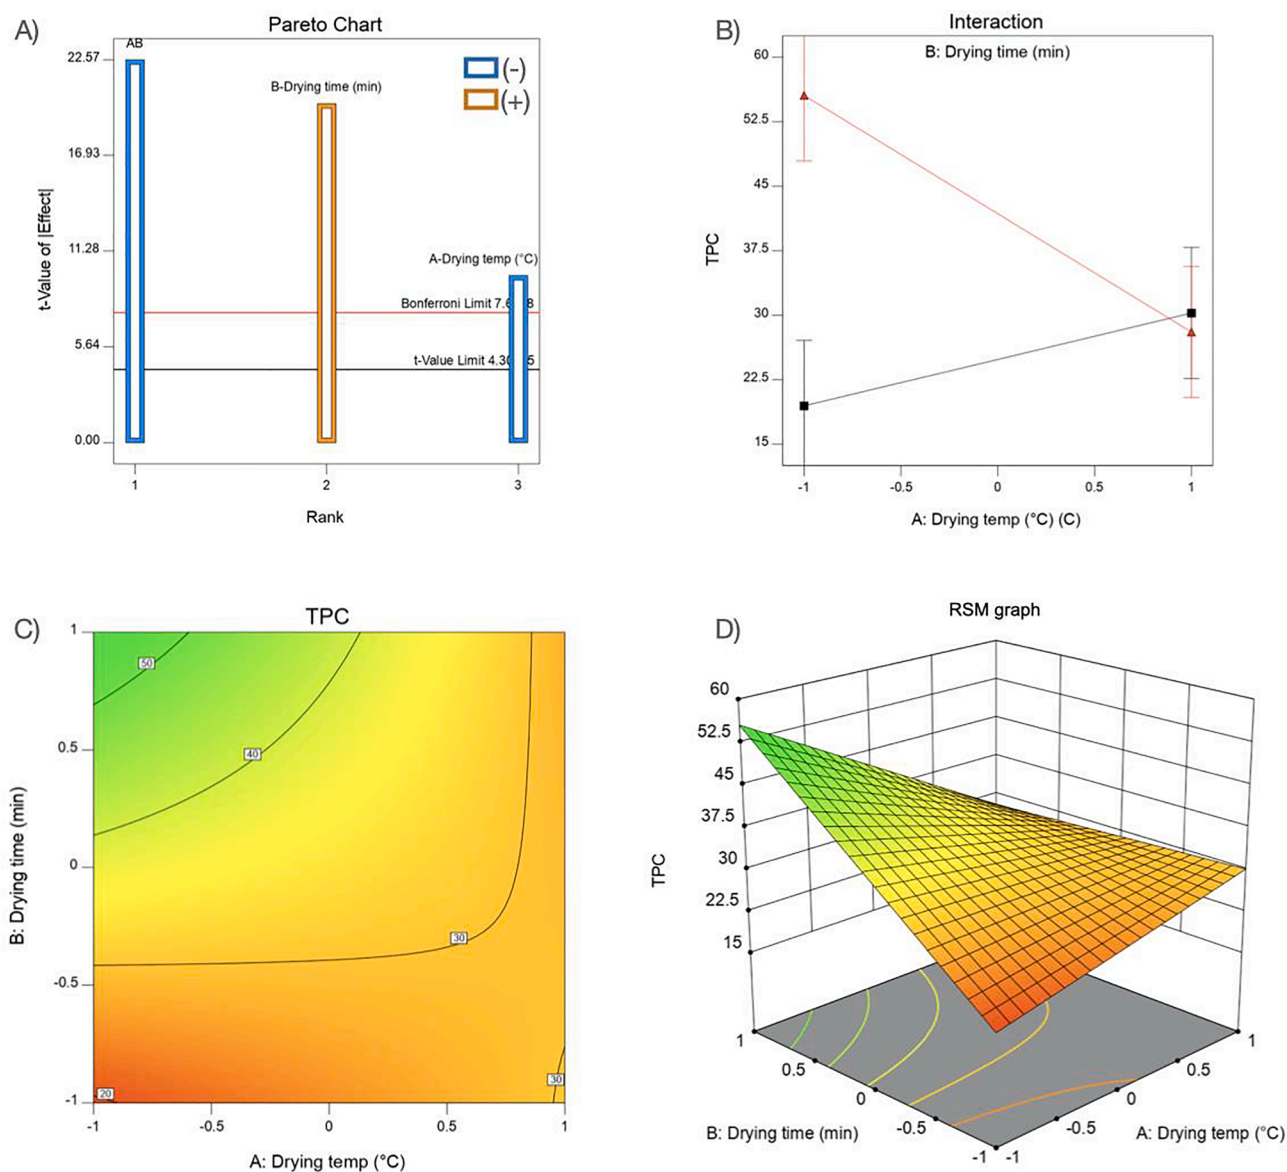 A)
Pareto Chart
AB
22.57
(-)
B-Drying time (min)
(+)
16.93
t-Value of |Effect|
11.28
A-Drying temp (°C)
Bonferroni Limit
5.64
t-Value Limit
0.00
1
2
3
Rank
B)
Interaction
B: Drying time (min)
60
52.5
45
37.5
TPC
30
22.5
15
-1
-0.5
0
0.5
1
A: Drying temp (°C) (C)
C)
TPC
1
50
0.5
40
B: Drying time (min)
0
30
-0.5
30
20
-1
-1
-0.5
0
0.5
1
A: Drying temp (°C)
D)
RSM graph
60
52.5
45
37.5
TPC
30
22.5
15
1
1
0.5
0.5
0
0
-0.5
-0.5
-1
-1
B: Drying time (min)
A: Drying temp (°C)